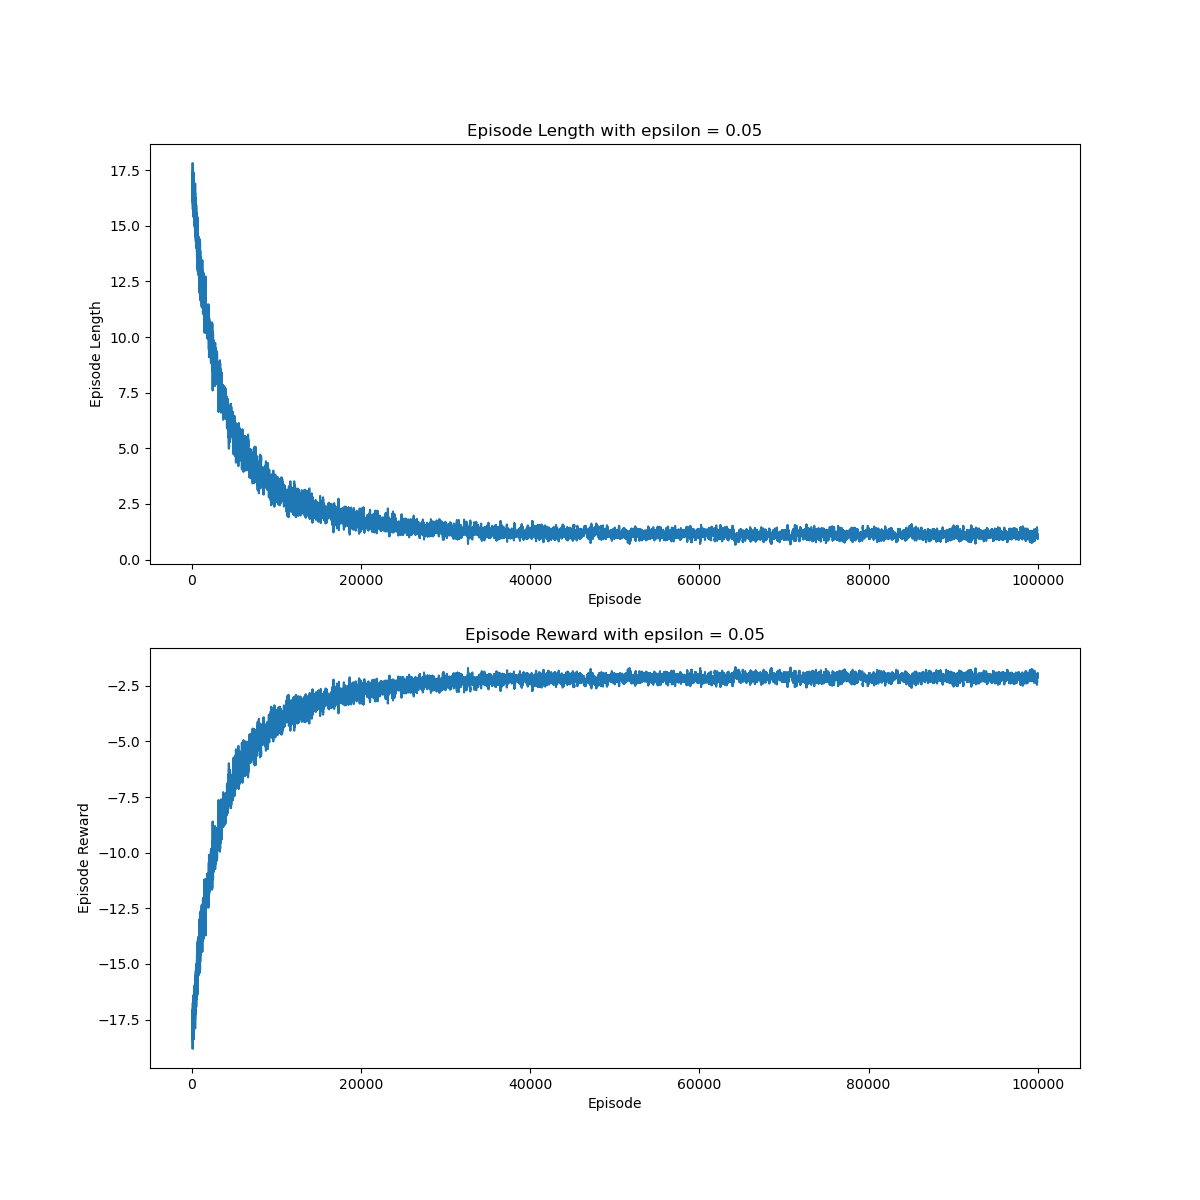 Episode Length with epsilon = 0.05
17.5
15.0
12.5
10.0
7.5
5.0
2.5
0.0
Episode Length
0 20000 40000 60000 80000 100000
Episode
Episode Reward with epsilon = 0.05
−2.5
−5.0
−7.5
−10.0
−12.5
−15.0
−17.5
Episode Reward
0 20000 40000 60000 80000 100000
Episode